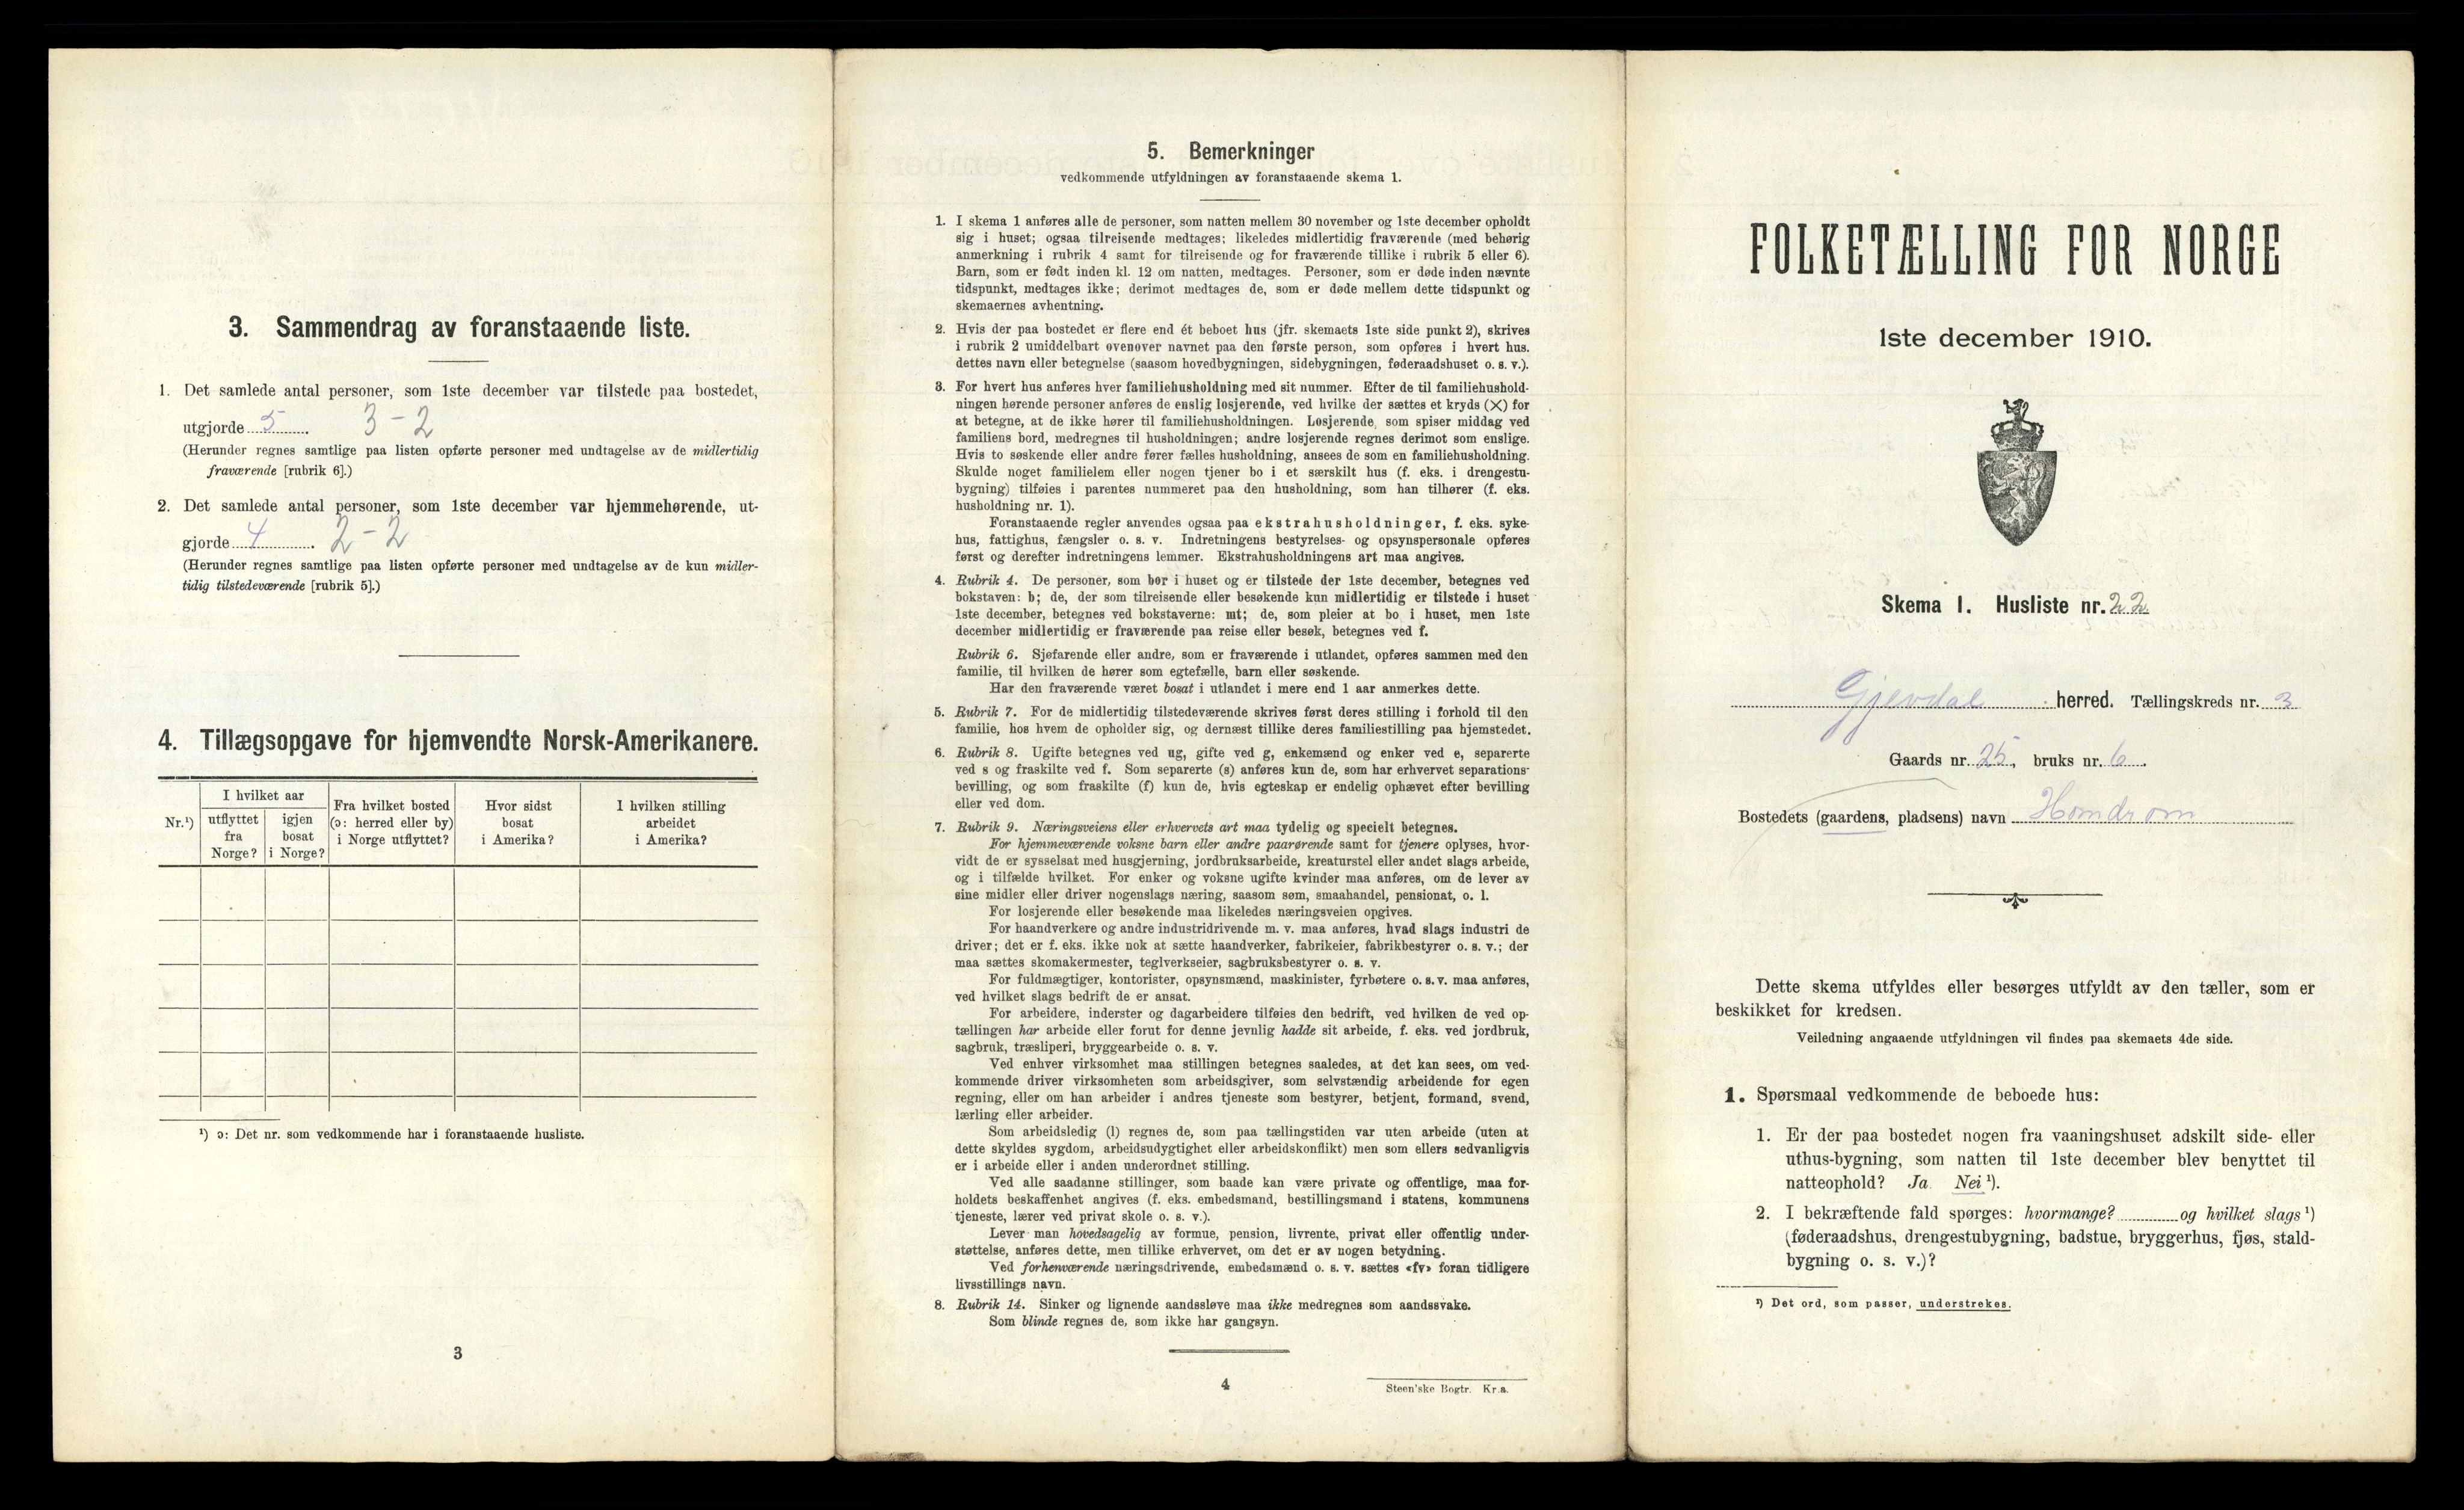 3. Sammendrag av foranstaaende liste.
1. Det samlede antal personer, som 1ste december var tilstede paa bostedet,
utgjorde 5. 3-2
(Herunder regnes samtlige paa listen opførte personer med undtagelse av de midlertidig
fraværende [rubrik 6].)
2. Det samlede antal personer, som 1ste december var hjemmehørende, ut-
gjorde 4. 2-2
(Herunder regnes samtlige paa listen opførte personer med undtagelse av de kun midler-
tidig tilstedeværende [rubrik 5].)
4. Tillægsopgave for hjemvendte Norsk-Amerikanere.
Nr.¹)
I hvilket aar
utflyttet
fra
Norge?
igjen
bosat
i Norge?
Fra hvilket bosted
(ɔ: herred eller by)
i Norge utflyttet?
Hvor sidst
bosat
i Amerika?
I hvilken stilling
arbeidet
i Amerika?
¹) ɔ: Det nr. som vedkommende har i foranstaaende husliste.
3
5. Bemerkninger
vedkommende utfyldningen av foranstaaende skema 1.
1. I skema 1 anføres alle de personer, som natten mellem 30 november og 1ste december opholdt
sig i huset; ogsaa tilreisende medtages; likeledes midlertidig fraværende (med behørig
anmerkning i rubrik 4 samt for tilreisende og for fraværende tillike i rubrik 5 eller 6).
Barn, som er født inden kl. 12 om natten, medtages. Personer, som er døde inden nævnte
tidspunkt, medtages ikke; derimot medtages de, som er døde mellem dette tidspunkt og
skemaernes avhentning.
2. Hvis der paa bostedet er flere end ét beboet hus (jfr. skemaets 1ste side punkt 2), skrives
i rubrik 2 umiddelbart ovenover navnet paa den første person, som opføres i hvert hus.
dettes navn eller betegnelse (saasom hovedbygningen, sidebygningen, føderaadshuset o. s. v.).
3. For hvert hus anføres hver familiehusholdning med sit nummer. Efter de til familiehushold-
ningen hørende personer anføres de enslig losjerende, ved hvilke der sættes et kryds (×) for
at betegne, at de ikke hører til familiehusholdningen. Losjerende, som spiser middag ved
familiens bord, medregnes til husholdningen; andre losjerende regnes derimot som enslige.
Hvis to søskende eller andre fører fælles husholdning, ansees de som en familiehusholdning.
Skulde noget familielem eller nogen tjener bo i et særskilt hus (f. eks. i drengestu-
bygning) tilføies i parentes nummeret paa den husholdning, som han tilhører (f. eks.
husholdning nr. 1).
Foranstaaende regler anvendes ogsaa paa ekstrahusholdninger, f. eks. syke-
hus, fattighus, fængsler o. s. v. Indretningens bestyrelses- og opsynspersonale opføres
først og derefter indretningens lemmer. Ekstrahusholdningens art maa angives.
4. Rubrik 4. De personer, som bor i huset og er tilstede der 1ste december, betegnes ved
bokstaven: b; de, der som tilreisende eller besøkende kun midlertidig er tilstede i huset
1ste december, betegnes ved bokstaverne: mt; de, som pleier at bo i huset, men 1ste
december midlertidig er fraværende paa reise eller besøk, betegnes ved f.
Rubrik 6. Sjøfarende eller andre, som er fraværende i utlandet, opføres sammen med den
familie, til hvilken de hører som egtefælle, barn eller søskende.
Har den fraværende været bosat i utlandet i mere end 1 aar anmerkes dette.
5. Rubrik 7. For de midlertidig tilstedeværende skrives først deres stilling i forhold til den
familie, hos hvem de opholder sig, og dernæst tillike deres familiestilling paa hjemstedet.
6. Rubrik 8. Ugifte betegnes ved ug, gifte ved g, enkemænd og enker ved e, separerte
ved s og fraskilte ved f. Som separerte (s) anføres kun de, som har erhvervet separations-
bevilling, og som fraskilte (f) kun de, hvis egteskap er endelig ophævet efter bevilling
eller ved dom.
7. Rubrik 9. Næringsveiens eller erhvervets art maa tydelig og specielt betegnes.
For hjemmeværende voksne barn eller andre paarørende samt for tjenere oplyses, hvor-
vidt de er sysselsat med husgjerning, jordbruksarbeide, kreaturstel eller andet slags arbeide,
og i tilfælde hvilket. For enker og voksne ugifte kvinder maa anføres, om de lever av
sine midler eller driver nogenslags næring, saasom søm, smaahandel, pensionat, o. l.
For losjerende eller besøkende maa likeledes næringsveien opgives.
For haandverkere og andre industridrivende m. v. maa anføres, hvad slags industri de
driver; det er f. eks. ikke nok at sætte haandverker, fabrikeier, fabrikbestyrer o. s. v.; der
maa sættes skomakermester, teglverkseier, sagbruksbestyrer o. s. v.
For fuldmægtiger, kontorister, opsynsmænd, maskinister, fyrbøtere o. s. v. maa anføres,
ved hvilket slags bedrift de er ansat.
For arbeidere, inderster og dagarbeidere tilføies den bedrift, ved hvilken de ved op-
tællingen har arbeide eller forut for denne jevnlig hadde sit arbeide, f. eks. ved jordbruk,
sagbruk, træsliperi, bryggearbeide o. s. v.
Ved enhver virksomhet maa stillingen betegnes saaledes, at det kan sees, om ved-
kommende driver virksomheten som arbeidsgiver, som selvstændig arbeidende for egen
regning, eller om han arbeider i andres tjeneste som bestyrer, betjent, formand, svend,
lærling eller arbeider.
Som arbeidsledig (l) regnes de, som paa tællingstiden var uten arbeide (uten at
dette skyldes sygdom, arbeidsudygtighet eller arbeidskonflikt) men som ellers sedvanligvis
er i arbeide eller i anden underordnet stilling.
Ved alle saadanne stillinger, som baade kan være private og offentlige, maa for-
holdets beskaffenhet angives (f. eks. embedsmand, bestillingsmand i statens, kommunens
tjeneste, lærer ved privat skole o. s. v.).
Lever man hovedsagelig av formue, pension, livrente, privat eller offentlig under-
støttelse, anføres dette, men tillike erhvervet, om det er av nogen betydning.
Ved forhenværende næringsdrivende, embedsmænd o. s. v. sættes «fv» foran tidligere
livsstillings navn.
8. Rubrik 14. Sinker og lignende aandssløve maa ikke medregnes som aandssvake.
Som blinde regnes de, som ikke har gangsyn.
4
Steen'ske Bogtr. Kr.a.
FOLKETÆLLING FOR NORGE
1ste december 1910.
Skema 1. Husliste nr. 22
Gjevdal herred. Tællingskreds nr. 3
Gaards nr. 25, bruks nr. 6.
Bostedets (gaardens, pladsens) navn Homdrom
Dette skema utfyldes eller besørges utfyldt av den tæller, som er
beskikket for kredsen.
Veiledning angaaende utfyldningen vil findes paa skemaets 4de side.
1. Spørsmaal vedkommende de beboede hus:
1. Er der paa bostedet nogen fra vaaningshuset adskilt side- eller
uthus-bygning, som natten til 1ste december blev benyttet til
natteophold? Ja Nei ¹).
2. I bekræftende fald spørges: hvormange? og hvilket slags ¹)
(føderaadshus, drengestubygning, badstue, bryggerhus, fjøs, stald-
bygning o. s. v.)?
¹) Det ord, som passer, understrekes.